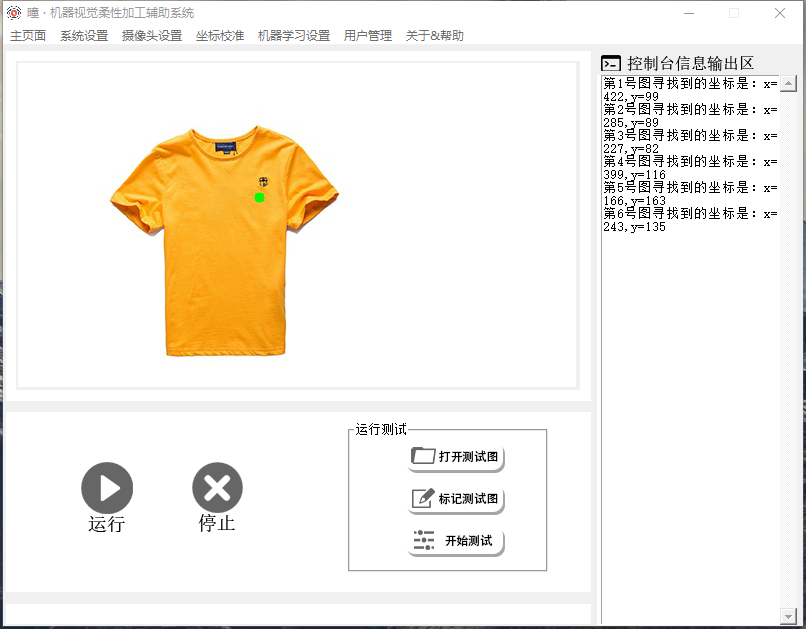 瞳·机器视觉柔性加工辅助系统
主页面 系统设置 摄像头设置 坐标校准 机器学习设置 用户管理 关于&帮助
控制台信息输出区
第1号图寻找到的坐标是：x=
422,y=99
第2号图寻找到的坐标是：x=
285,y=89
第3号图寻找到的坐标是：x=
227,y=82
第4号图寻找到的坐标是：x=
399,y=116
第5号图寻找到的坐标是：x=
166,y=163
第6号图寻找到的坐标是：x=
243,y=135
运行
停止
运行测试
打开测试图
标记测试图
开始测试